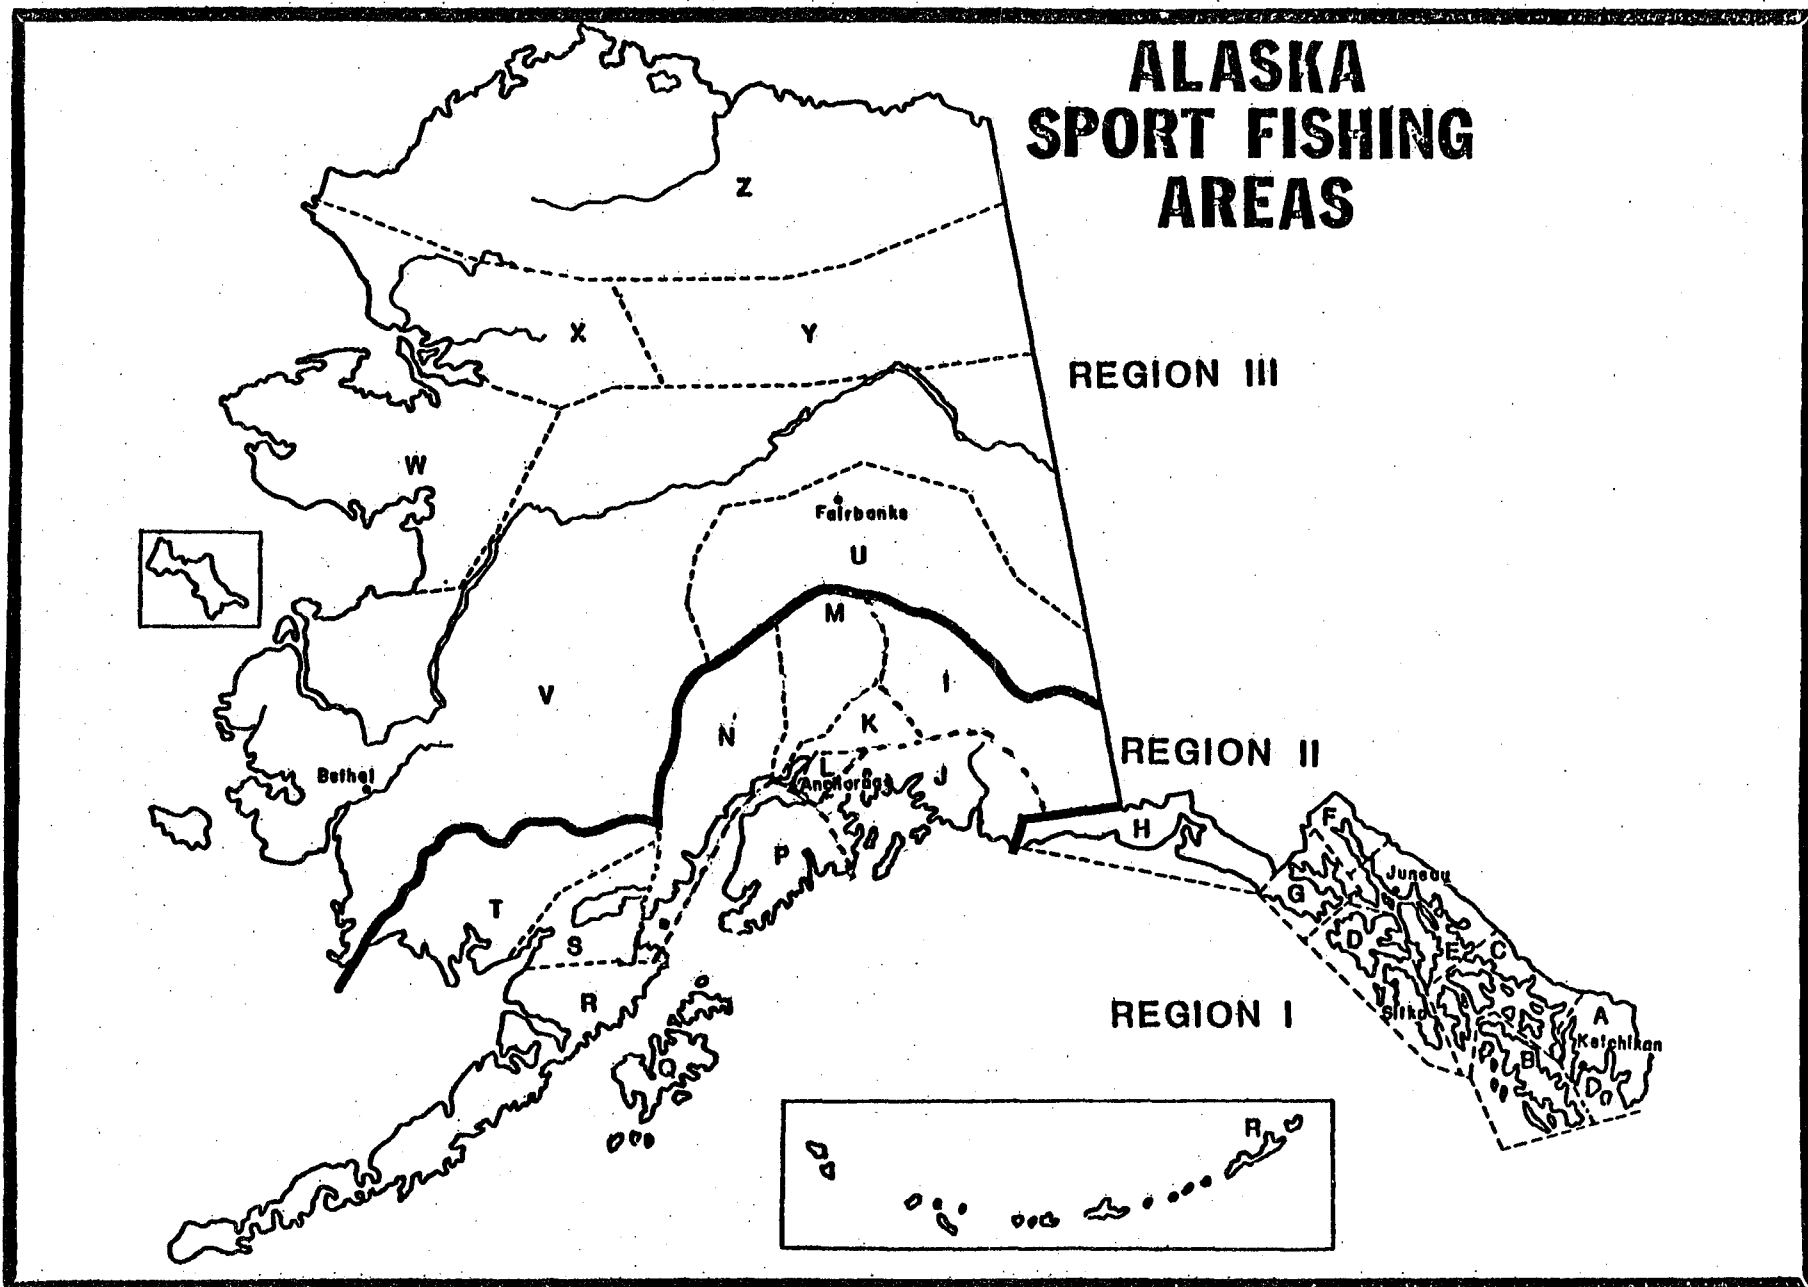 ALASKA
SPORT FISHING
AREAS
Z
X
Y
REGION III
W
Fairbanks
U
M
V
I
N
K
REGION II
L
Anchorage
J
Bethel
H
P
F
Juneau
G
T
S
D
E
C
R
REGION I
Sitka
A
Ketchikan
Q
B
R